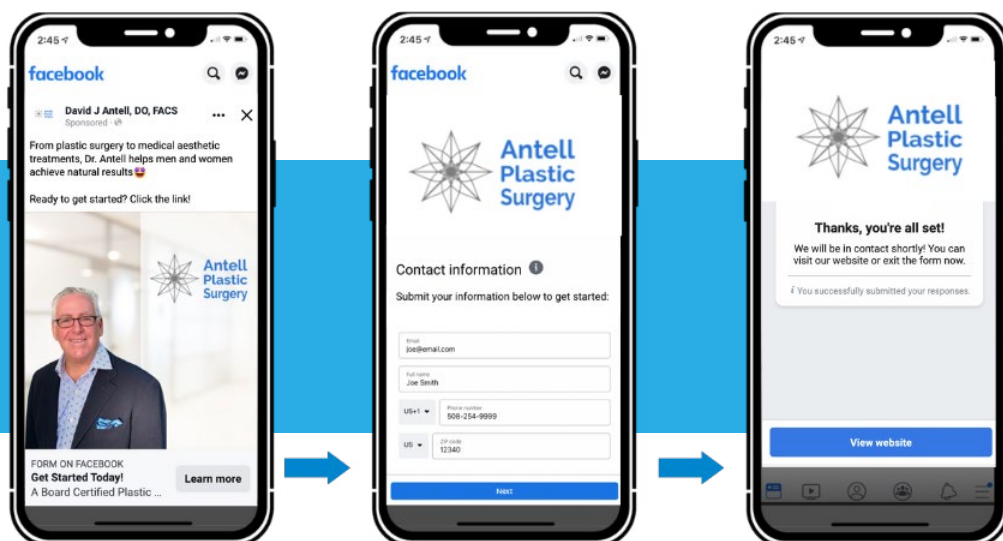 2:45
facebook
David J Antell, DO, FACS
Sponsored ·
From plastic surgery to medical aesthetic
treatments, Dr. Antell helps men and women
achieve natural results😍
Ready to get started? Click the link!
Antell
Plastic
Surgery
FORM ON FACEBOOK
Get Started Today!
A Board Certified Plastic ...
Learn more
2:45
facebook
Antell
Plastic
Surgery
Contact information
Submit your information below to get started:
Email
joe@email.com
Full name
Joe Smith
US+1
Phone number
508-254-9999
US
ZIP code
12340
Next
2:45
Antell
Plastic
Surgery
Thanks, you're all set!
We will be in contact shortly! You can
visit our website or exit the form now.
i You successfully submitted your responses.
View website